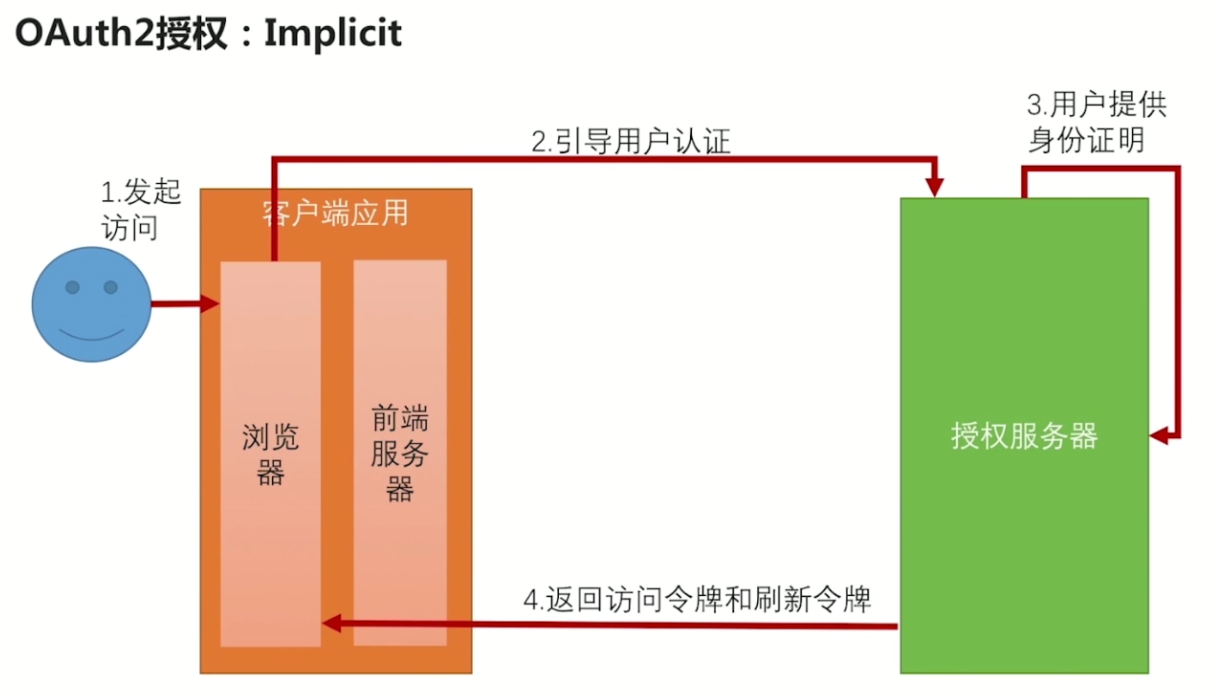 OAuth2授权：Implicit
3.用户提供
身份证明
2.引导用户认证
1.发起
访问
客户端应用
浏览
器
前端
服务
器
授权服务器
4.返回访问令牌和刷新令牌